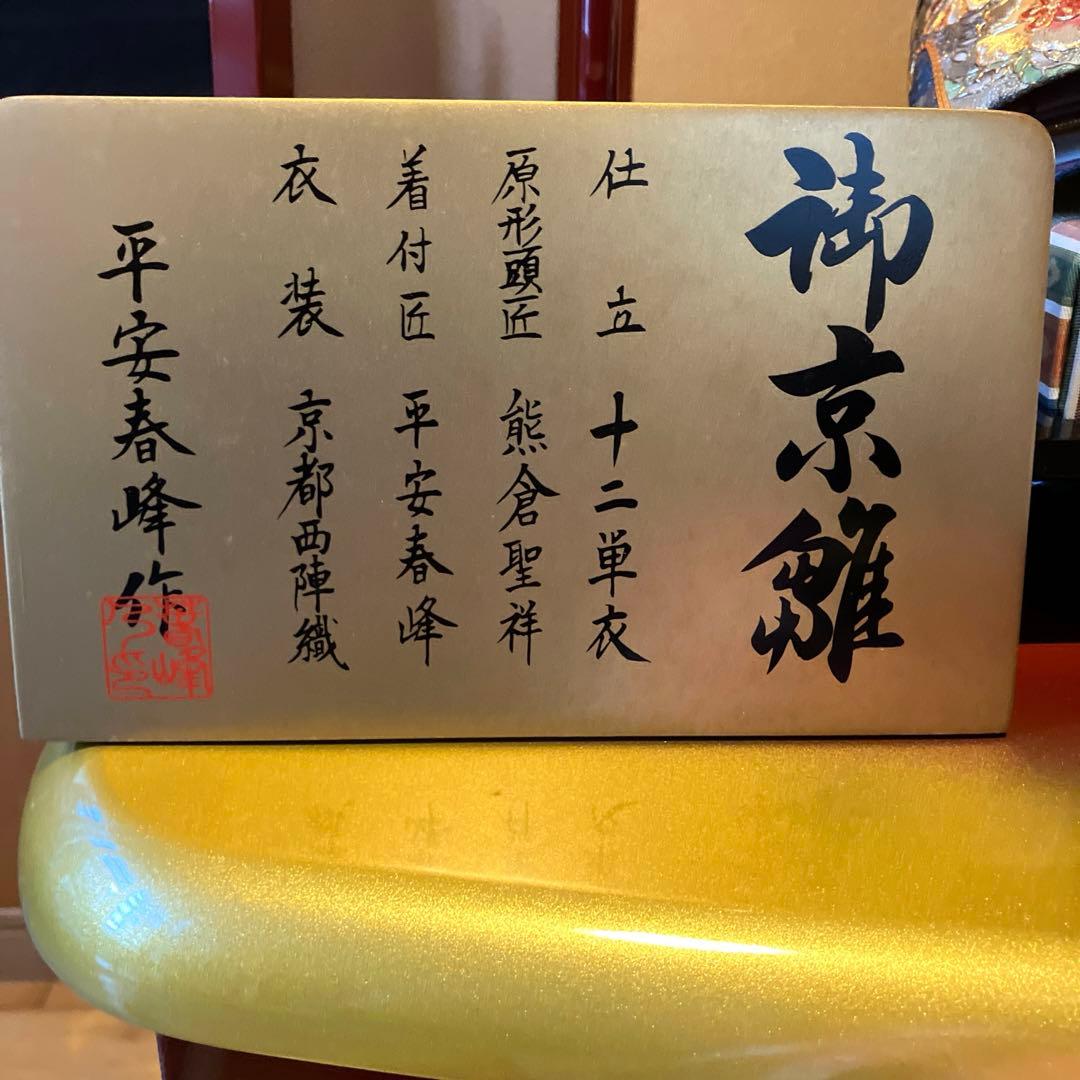 御京雛
仕立 十二単衣
原形頭匠 熊倉聖祥
着付匠 平安春峰
衣装 京都西陣織
平安春峰作